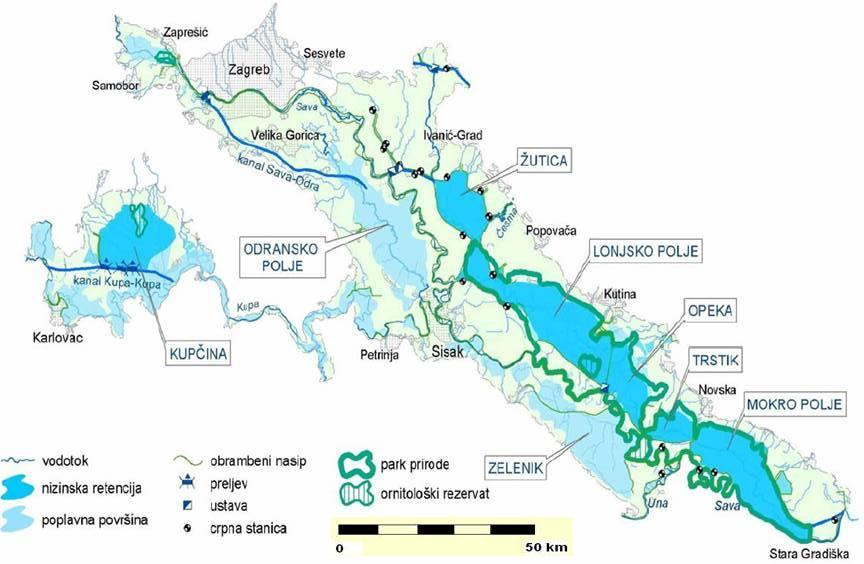 Zaprešić
Sesvete
Zagreb
Samobor
Sava
Velika Gorica
Ivanić-Grad
kanal Sava-Odra
ŽUTICA
Česma
Popovača
ODRANSKO
POLJE
LONJSKO POLJE
kanal Kupa-Kupa
Kupa
Kutina
OPEKA
Karlovac
KUPČINA
Petrinja
Sisak
TRSTIK
Novska
MOKRO POLJE
ZELENIK
Una
Sava
Stara Gradiška
vodotok
nizinska retencija
poplavna površina
obrambeni nasip
preljev
ustava
crpna stanica
park prirode
ornitološki rezervat
0 50 km